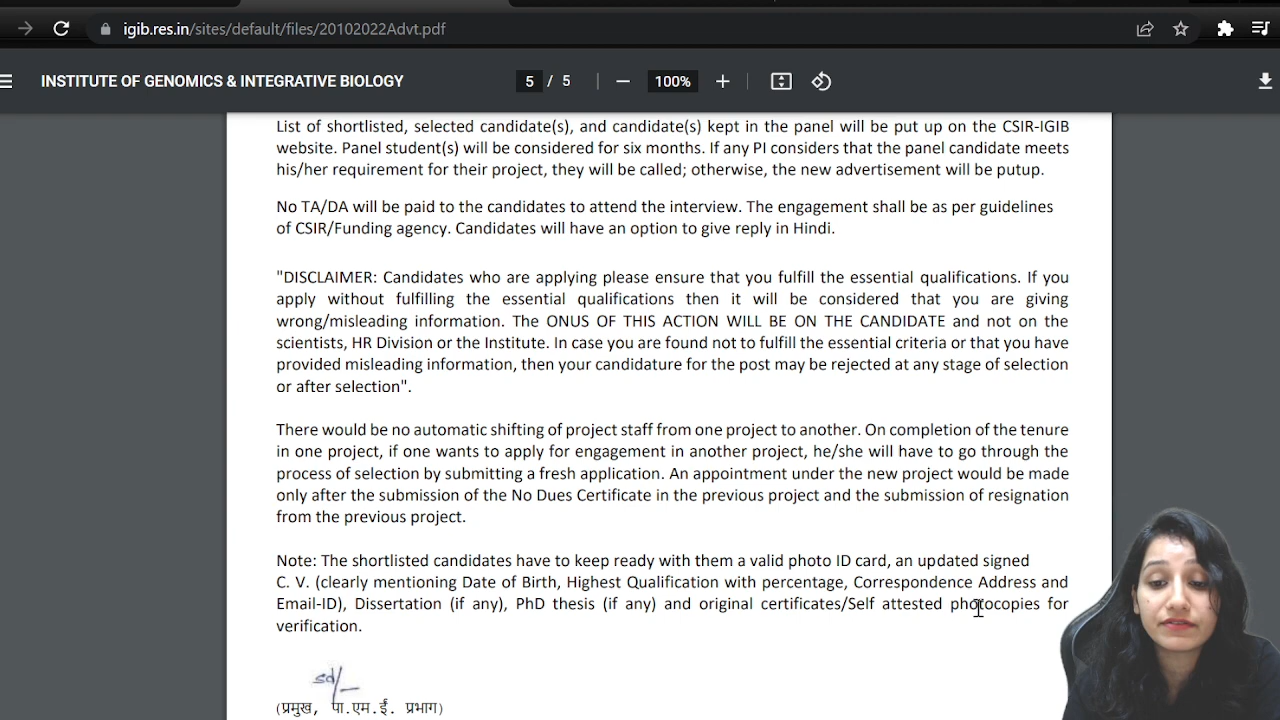 igib.res.in/sites/default/files/20102022Advt.pdf
INSTITUTE OF GENOMICS & INTEGRATIVE BIOLOGY
5 / 5
100%
List of shortlisted, selected candidate(s), and candidate(s) kept in the panel will be put up on the CSIR-IGIB
website. Panel student(s) will be considered for six months. If any PI considers that the panel candidate meets
his/her requirement for their project, they will be called; otherwise, the new advertisement will be putup.
No TA/DA will be paid to the candidates to attend the interview. The engagement shall be as per guidelines
of CSIR/Funding agency. Candidates will have an option to give reply in Hindi.
"DISCLAIMER: Candidates who are applying please ensure that you fulfill the essential qualifications. If you
apply without fulfilling the essential qualifications then it will be considered that you are giving
wrong/misleading information. The ONUS OF THIS ACTION WILL BE ON THE CANDIDATE and not on the
scientists, HR Division or the Institute. In case you are found not to fulfill the essential criteria or that you have
provided misleading information, then your candidature for the post may be rejected at any stage of selection
or after selection".
There would be no automatic shifting of project staff from one project to another. On completion of the tenure
in one project, if one wants to apply for engagement in another project, he/she will have to go through the
process of selection by submitting a fresh application. An appointment under the new project would be made
only after the submission of the No Dues Certificate in the previous project and the submission of resignation
from the previous project.
Note: The shortlisted candidates have to keep ready with them a valid photo ID card, an updated signed
C. V. (clearly mentioning Date of Birth, Highest Qualification with percentage, Correspondence Address and
Email-ID), Dissertation (if any), PhD thesis (if any) and original certificates/Self attested photocopies for
verification.
sd/-
(प्रमुख, पी.एम.ई. प्रभाग)